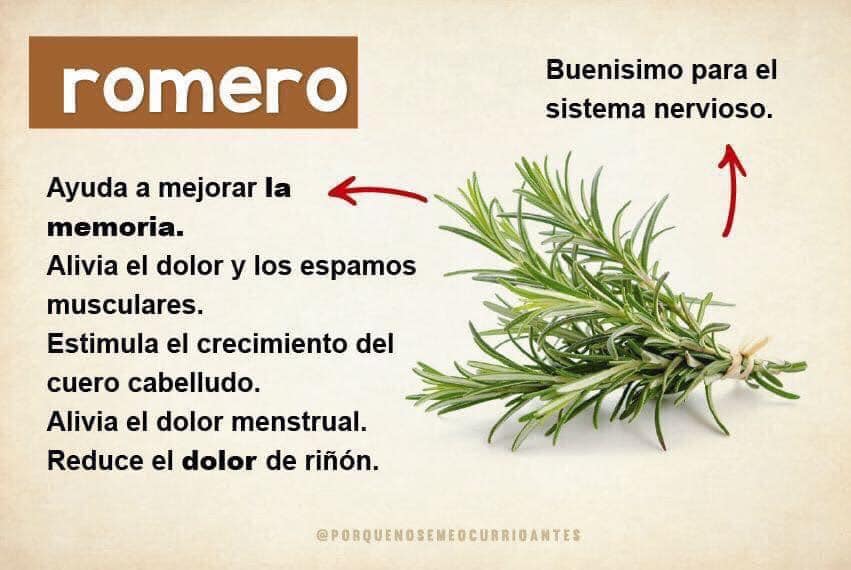 romero
Buenisimo para el
sistema nervioso.
Ayuda a mejorar la
memoria.
Alivia el dolor y los espamos
musculares.
Estimula el crecimiento del
cuero cabelludo.
Alivia el dolor menstrual.
Reduce el dolor de riñón.
@PORQUENOSEMEOCURRIOANTES